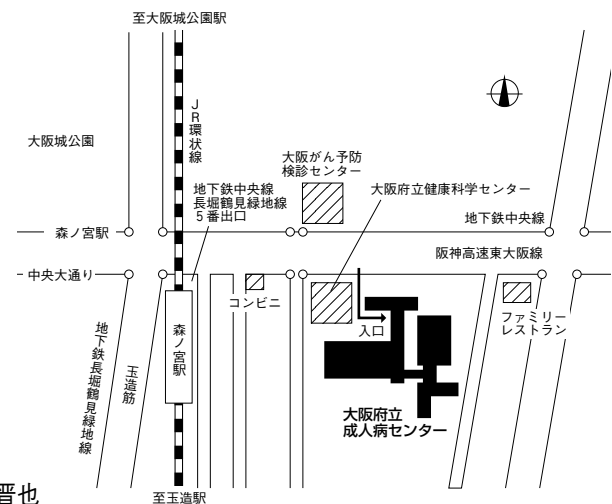 至大阪城公園駅
JR環状線
大阪城公園
大阪がん予防
検診センター
地下鉄中央線
長堀鶴見緑地線
5番出口
大阪府立健康科学センター
地下鉄中央線
森ノ宮駅
阪神高速東大阪線
中央大通り
コンビニ
入口
ファミリー
レストラン
森ノ宮駅
地下鉄長堀鶴見緑地線
玉造筋
大阪府立
成人病センター
晋也
至玉造駅